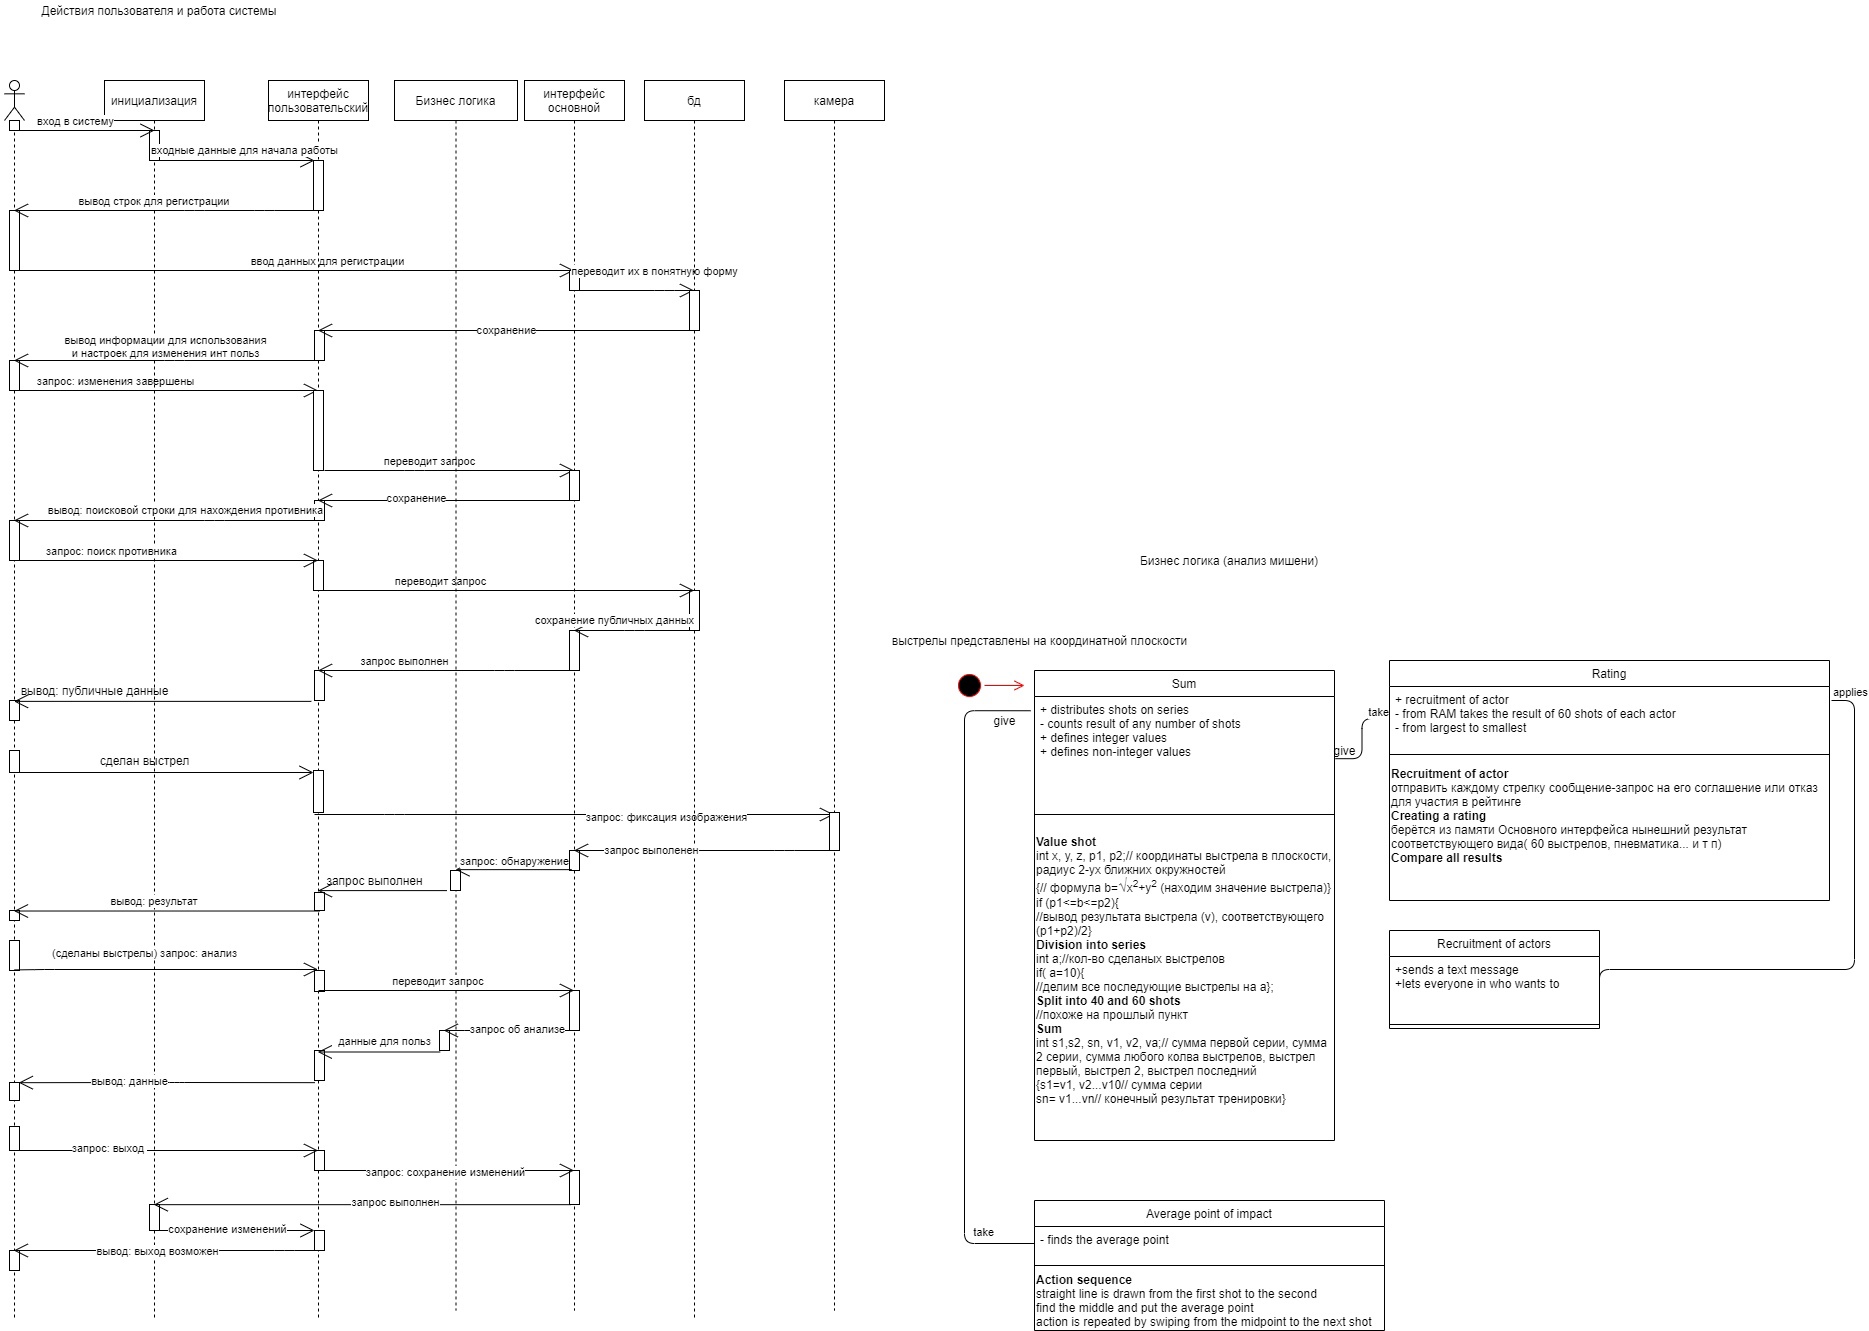 Действия пользователя и работа системы
инициализация
интерфейс
пользовательский
Бизнес логика
интерфейс
основной
бд
камера
вход в систему
входные данные для начала работы
вывод строк для регистрации
ввод данных для регистрации
переводит их в понятную форму
сохранение
вывод информации для использования
и настроек для изменения инт польз
запрос: изменения завершены
переводит запрос
сохранение
вывод: поисковой строки для нахождения противника
запрос: поиск противника
переводит запрос
сохранение публичных данных
запрос выполнен
вывод: публичные данные
сделан выстрел
запрос: фиксация изображения
запрос выполенен
запрос: обнаружение
запрос выполнен
вывод: результат
(сделаны выстрелы) запрос: анализ
переводит запрос
запрос об анализе
данные для польз
вывод: данные
запрос: выход
запрос: сохранение изменений
запрос выполнен
сохранение изменений
вывод: выход возможен
Бизнес логика (анализ мишени)
выстрелы представлены на координатной плоскости
give
Sum
+ distributes shots on series
- counts result of any number of shots
+ defines integer values
+ defines non-integer values
Value shot
int x, y, z, p1, p2;// координаты выстрела в плоскости,
радиус 2-ух ближних окружностей
{// формула b=√x²+y² (находим значение выстрела)}
if (p1<=b<=p2){
//вывод результата выстрела (v), соответствующего
(p1+p2)/2}
Division into series
int a;//кол-во сделаных выстрелов
if( a=10){
//делим все последующие выстрелы на a};
Split into 40 and 60 shots
//похоже на прошлый пункт
Sum
int s1,s2, sn, v1, v2, va;// сумма первой серии, сумма
2 серии, сумма любого колва выстрелов, выстрел
первый, выстрел 2, выстрел последний
{s1=v1, v2...v10// сумма серии
sn= v1...vn// конечный результат тренировки}
give
take
Rating
+ recruitment of actor
- from RAM takes the result of 60 shots of each actor
- from largest to smallest
Recruitment of actor
отправить каждому стрелку сообщение-запрос на его соглашение или отказ
для участия в рейтинге
Creating a rating
берётся из памяти Основного интерфейса нынешний результат
соответствующего вида( 60 выстрелов, пневматика... и т п)
Compare all results
applies
Recruitment of actors
+sends a text message
+lets everyone in who wants to
take
Average point of impact
- finds the average point
Action sequence
straight line is drawn from the first shot to the second
find the middle and put the average point
action is repeated by swiping from the midpoint to the next shot